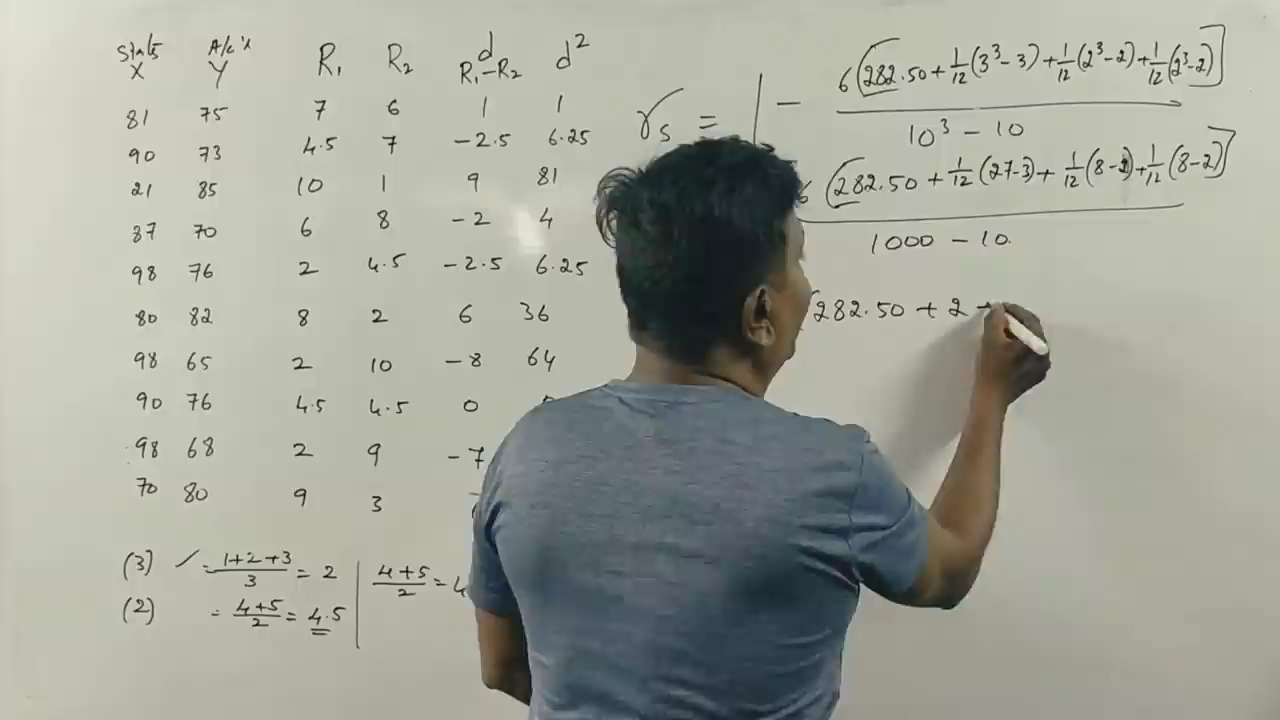 Stats A/c's
X Y R₁ R₂ d R₁-R₂ d²
81 75 7 6 1 1
90 73 4.5 7 -2.5 6.25
21 85 10 1 9 81
87 70 6 8 -2 4
98 76 2 4.5 -2.5 6.25
80 82 8 2 6 36
98 65 2 10 -8 64
90 76 4.5 4.5 0
98 68 2 9 -7
70 80 9 3
(3) ✓ = 1+2+3/3 = 2
(2) = 4+5/2 = 4.5
4+5/2 = 4
rs = 1 - 6[282.50 + 1/12(3³-3) + 1/12(2³-2) + 1/12(2³-2)]
10³ - 10
6[282.50 + 1/12(27-3) + 1/12(8-2) + 1/12(8-2)]
1000 - 10
[282.50 + 2 +